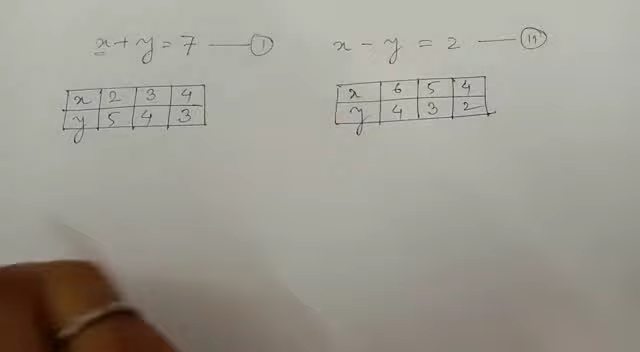 x + y = 7 —— (i)
x - y = 2 —— (ii)
x 2 3 4
y 5 4 3
x 6 5 4
y 4 3 2